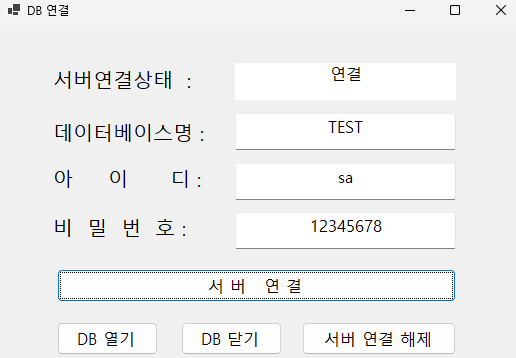 DB 연결
서버연결상태 : 연결
데이터베이스명 : TEST
아 이 디 : sa
비 밀 번 호 : 12345678
서 버 연 결
DB 열기 DB 닫기 서버 연결 해제